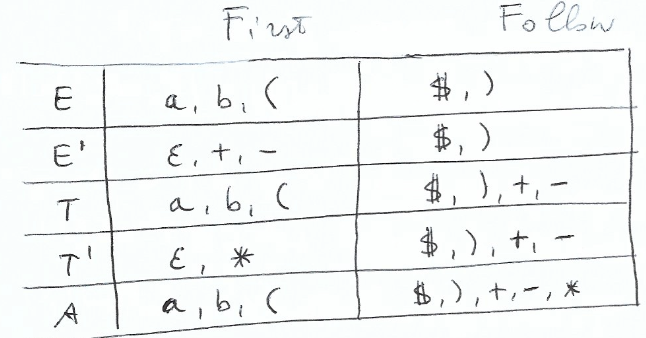 First Follow
E a, b, ( $, )
E' ε, +, - $, )
T a, b, ( $, ), +, -
T' ε, * $, ), +, -
A a, b, ( $, ), +, -, *